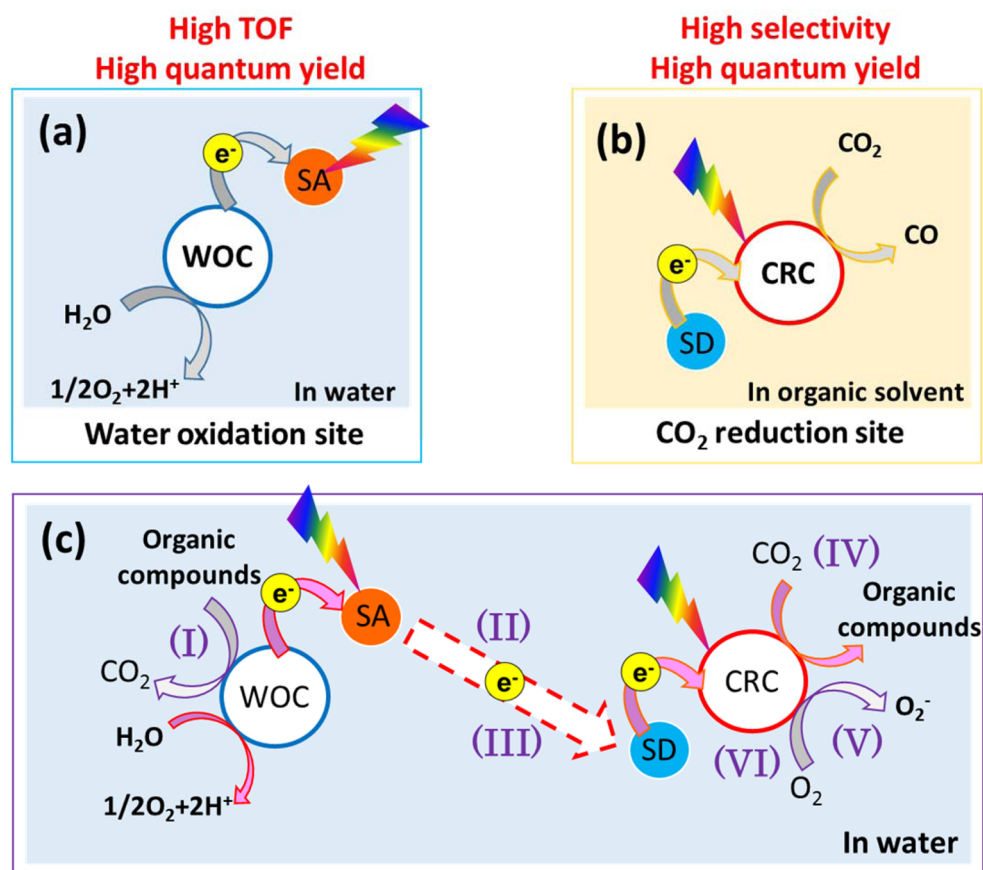 High TOF
High quantum yield
High selectivity
High quantum yield
(a)
e-
SA
WOC
H₂O
1/2O₂+2H⁺
In water
Water oxidation site
(b)
CO₂
CO
e-
CRC
SD
In organic solvent
CO₂ reduction site
(c)
Organic
compounds
e-
SA
(I)
CO₂
WOC
H₂O
1/2O₂+2H⁺
(II)
e-
(III)
CO₂
(IV)
Organic
compounds
e-
CRC
O₂⁻
SD
(VI)
(V)
O₂
In water